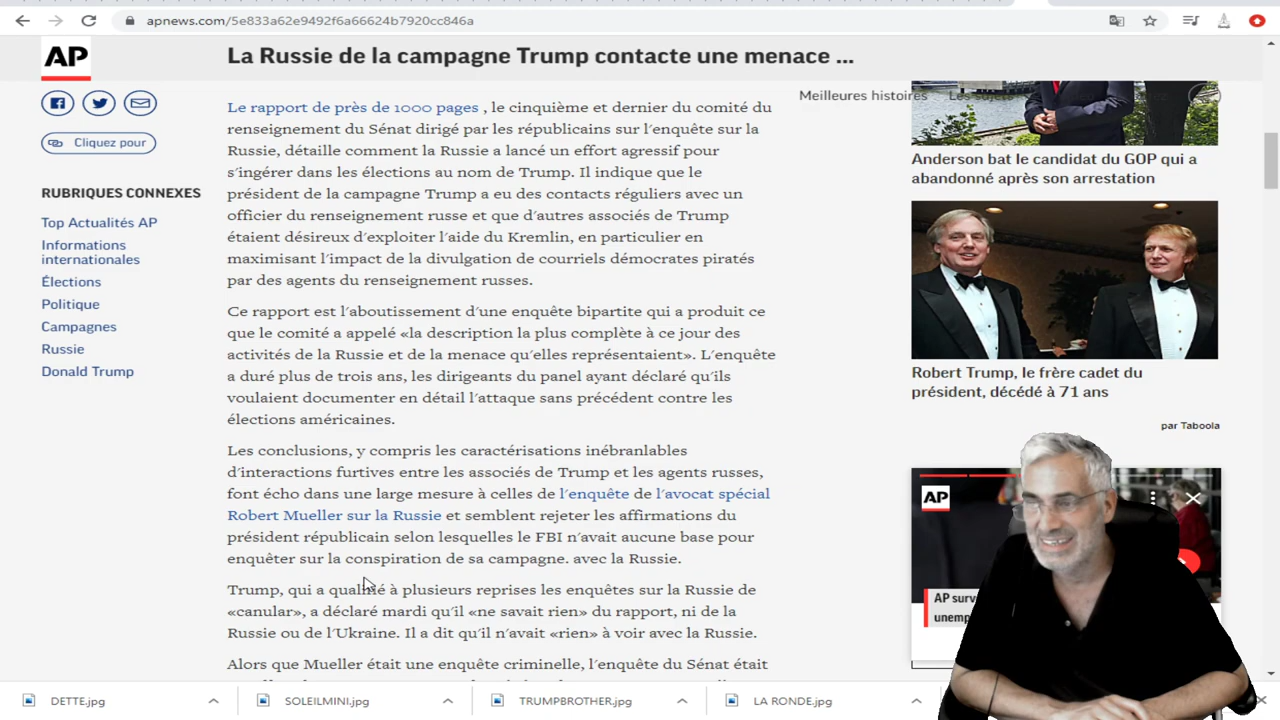 apnews.com/5e833a62e9492f6a66624b7920cc846a
AP
La Russie de la campagne Trump contacte une menace ...
Cliquez pour
RUBRIQUES CONNEXES
Top Actualités AP
Informations
internationales
Élections
Politique
Campagnes
Russie
Donald Trump
Le rapport de près de 1000 pages , le cinquième et dernier du comité du
renseignement du Sénat dirigé par les républicains sur l'enquête sur la
Russie, détaille comment la Russie a lancé un effort agressif pour
s'ingérer dans les élections au nom de Trump. Il indique que le
président de la campagne Trump a eu des contacts réguliers avec un
officier du renseignement russe et que d'autres associés de Trump
étaient désireux d'exploiter l'aide du Kremlin, en particulier en
maximisant l'impact de la divulgation de courriels démocrates piratés
par des agents du renseignement russes.
Ce rapport est l'aboutissement d'une enquête bipartite qui a produit ce
que le comité a appelé «la description la plus complète à ce jour des
activités de la Russie et de la menace qu'elles représentaient». L'enquête
a duré plus de trois ans, les dirigeants du panel ayant déclaré qu'ils
voulaient documenter en détail l'attaque sans précédent contre les
élections américaines.
Les conclusions, y compris les caractérisations inébranlables
d'interactions furtives entre les associés de Trump et les agents russes,
font écho dans une large mesure à celles de l'enquête de l'avocat spécial
Robert Mueller sur la Russie et semblent rejeter les affirmations du
président républicain selon lesquelles le FBI n'avait aucune base pour
enquêter sur la conspiration de sa campagne. avec la Russie.
Trump, qui a qualifié à plusieurs reprises les enquêtes sur la Russie de
«canular», a déclaré mardi qu'il «ne savait rien» du rapport, ni de la
Russie ou de l'Ukraine. Il a dit qu'il n'avait «rien» à voir avec la Russie.
Alors que Mueller était une enquête criminelle, l'enquête du Sénat était
Meilleures histoires
Anderson bat le candidat du GOP qui a
abandonné après son arrestation
Robert Trump, le frère cadet du
président, décédé à 71 ans
par Taboola
AP
AP
DETTE.jpg
SOLEILMINI.jpg
TRUMPBROTHER.jpg
LA RONDE.jpg